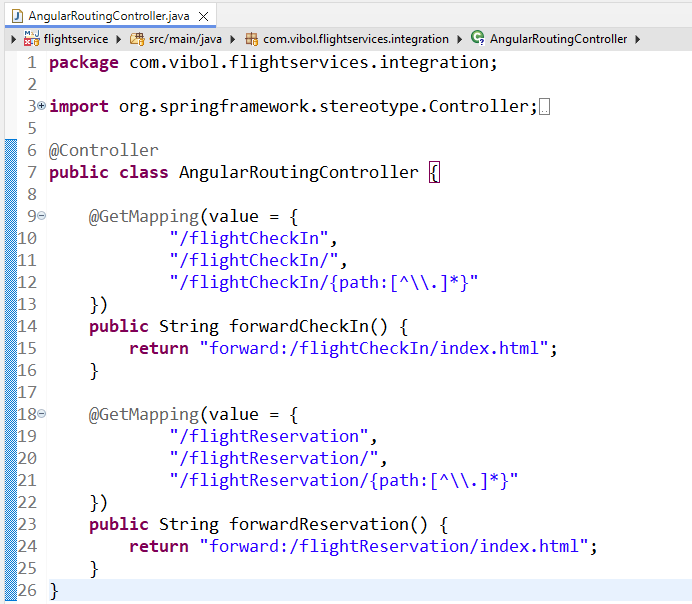 AngularRoutingController.java
flightservice src/main/java com.vibol.flightservices.integration AngularRoutingController
1 package com.vibol.flightservices.integration;
2
3 import org.springframework.stereotype.Controller;
5
6 @Controller
7 public class AngularRoutingController {
8
9     @GetMapping(value = {
10             "/flightCheckIn",
11             "/flightCheckIn/",
12             "/flightCheckIn/{path:[^\\.]*}"
13     })
14     public String forwardCheckIn() {
15         return "forward:/flightCheckIn/index.html";
16     }
17
18     @GetMapping(value = {
19             "/flightReservation",
20             "/flightReservation/",
21             "/flightReservation/{path:[^\\.]*}"
22     })
23     public String forwardReservation() {
24         return "forward:/flightReservation/index.html";
25     }
26 }